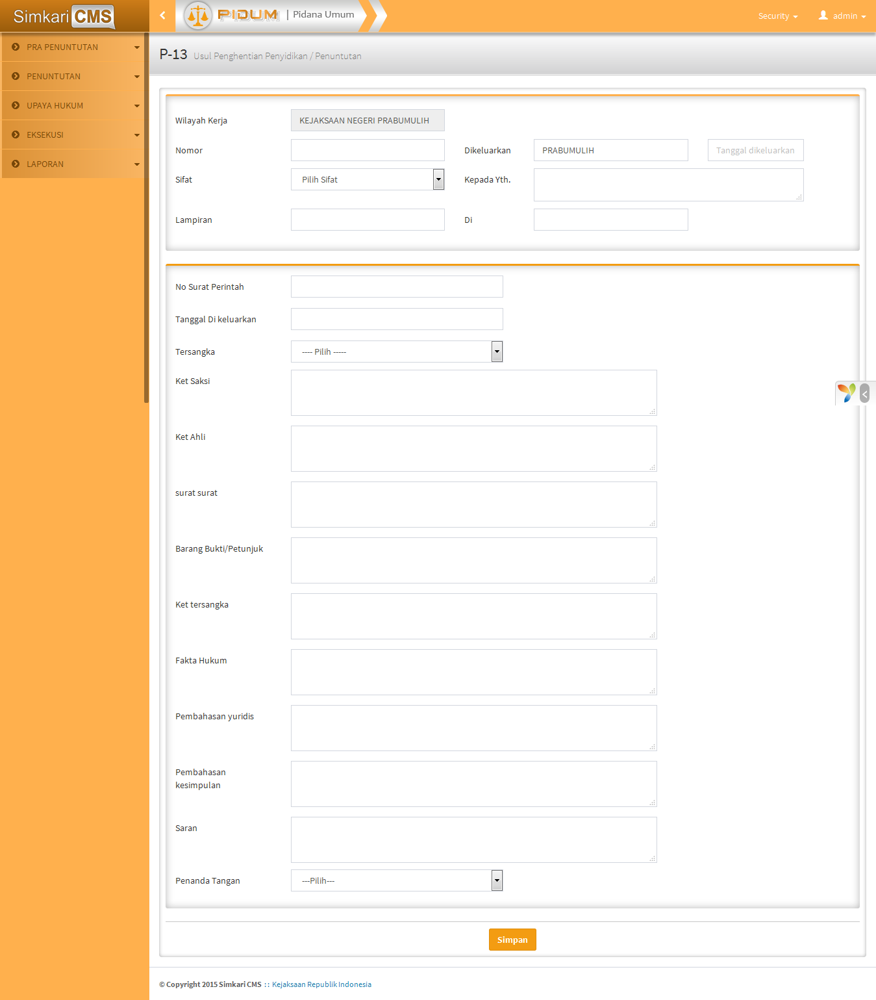 Simkari CMS
PIDUM | Pidana Umum
Security
admin
PRA PENUNTUTAN
PENUNTUTAN
UPAYA HUKUM
EKSEKUSI
LAPORAN
P-13 Usul Penghentian Penyidikan / Penuntutan
Wilayah Kerja KEJAKSAAN NEGERI PRABUMULIH
Nomor Dikeluarkan PRABUMULIH Tanggal dikeluarkan
Sifat Pilih Sifat Kepada Yth.
Lampiran Di
No Surat Perintah
Tanggal Di keluarkan
Tersangka ---- Pilih -----
Ket Saksi
Ket Ahli
surat surat
Barang Bukti/Petunjuk
Ket tersangka
Fakta Hukum
Pembahasan yuridis
Pembahasan
kesimpulan
Saran
Penanda Tangan ---Pilih---
Simpan
© Copyright 2015 Simkari CMS :: Kejaksaan Republik Indonesia